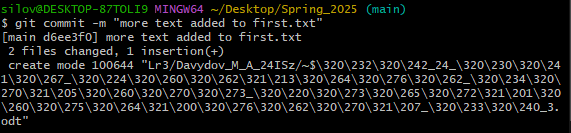 silov@DESKTOP-87TOLI9 MINGW64 ~/Desktop/Spring_2025 (main)
$ git commit -m "more text added to first.txt"
[main d6ee3f0] more text added to first.txt
 2 files changed, 1 insertion(+)
 create mode 100644 "Lr3/Davydov_M_A_24ISz/~$\320\232\320\242_24_\320\230\320\24
1\320\267_\320\224\320\260\320\262\321\213\320\264\320\276\320\262_\320\234\320\
270\321\205\320\260\320\270\320\273_\320\220\320\273\320\265\320\272\321\201\320
\260\320\275\320\264\321\200\320\276\320\262\320\270\321\207_\320\233\320\240_3.
odt"